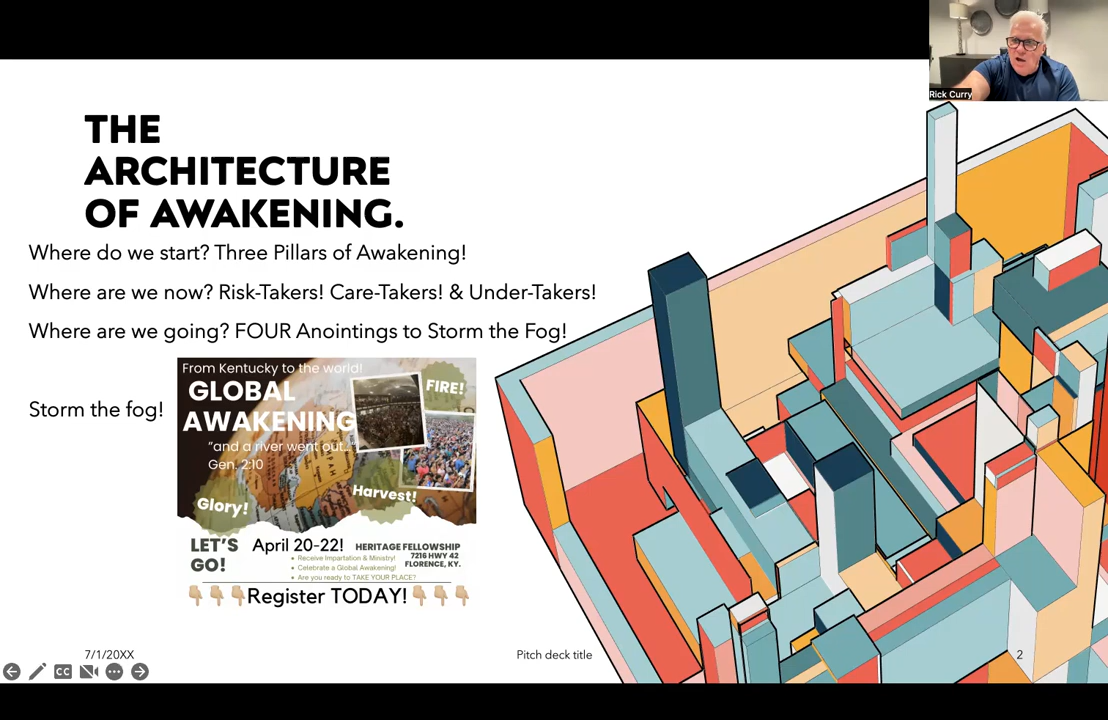 Rick Curry
THE
ARCHITECTURE
OF AWAKENING.
Where do we start? Three Pillars of Awakening!
Where are we now? Risk-Takers! Care-Takers! & Under-Takers!
Where are we going? FOUR Anointings to Storm the Fog!
Storm the fog!
From Kentucky to the world!
GLOBAL
AWAKENING
"and a river went out..."
Gen. 2:10
FIRE!
Glory!
Harvest!
LET'S
GO!
April 20-22!
HERITAGE FELLOWSHIP
7216 HWY 42
FLORENCE, KY.
• Receive Impartation & Ministry!
• Celebrate a Global Awakening!
• Are you ready to TAKE YOUR PLACE?
👇🏼👇🏼👇🏼Register TODAY!👇🏼👇🏼👇🏼
7/1/20XX
Pitch deck title
2
CC